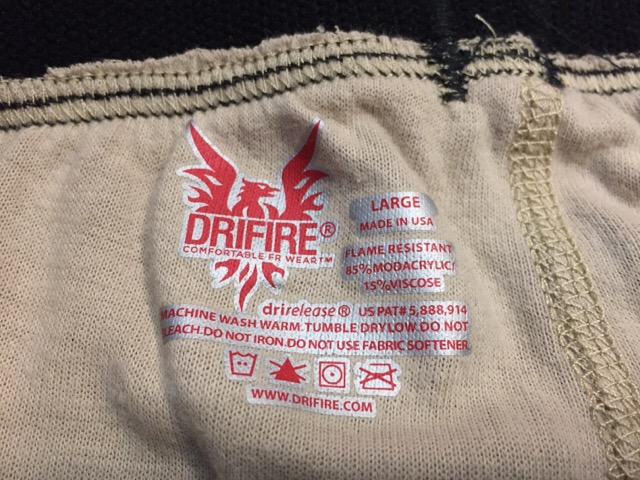 DRIFIRE®
COMFORTABLE FR WEAR™
LARGE
MADE IN USA
FLAME RESISTANT
85%MODACRYLIC/
15%VISCOSE
drirelease® US PAT# 5,888,914
MACHINE WASH WARM.TUMBLE DRY LOW.DO NOT
BLEACH.DO NOT IRON.DO NOT USE FABRIC SOFTENER.
WWW.DRIFIRE.COM